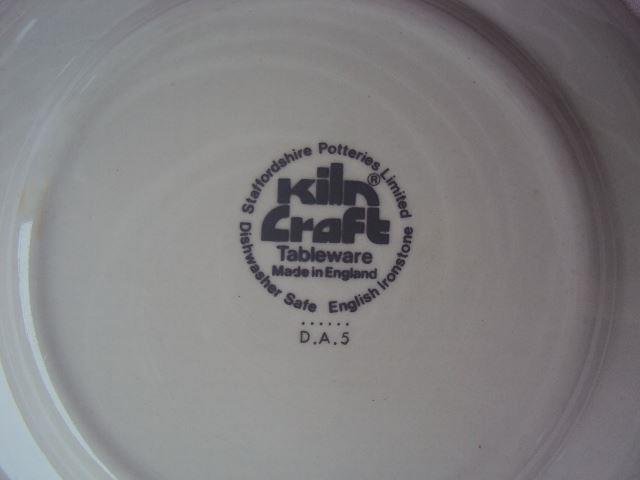 Staffordshire Potteries Limited
Kiln®
Craft
Tableware
Made in England
Dishwasher Safe English Ironstone
......
D.A.5